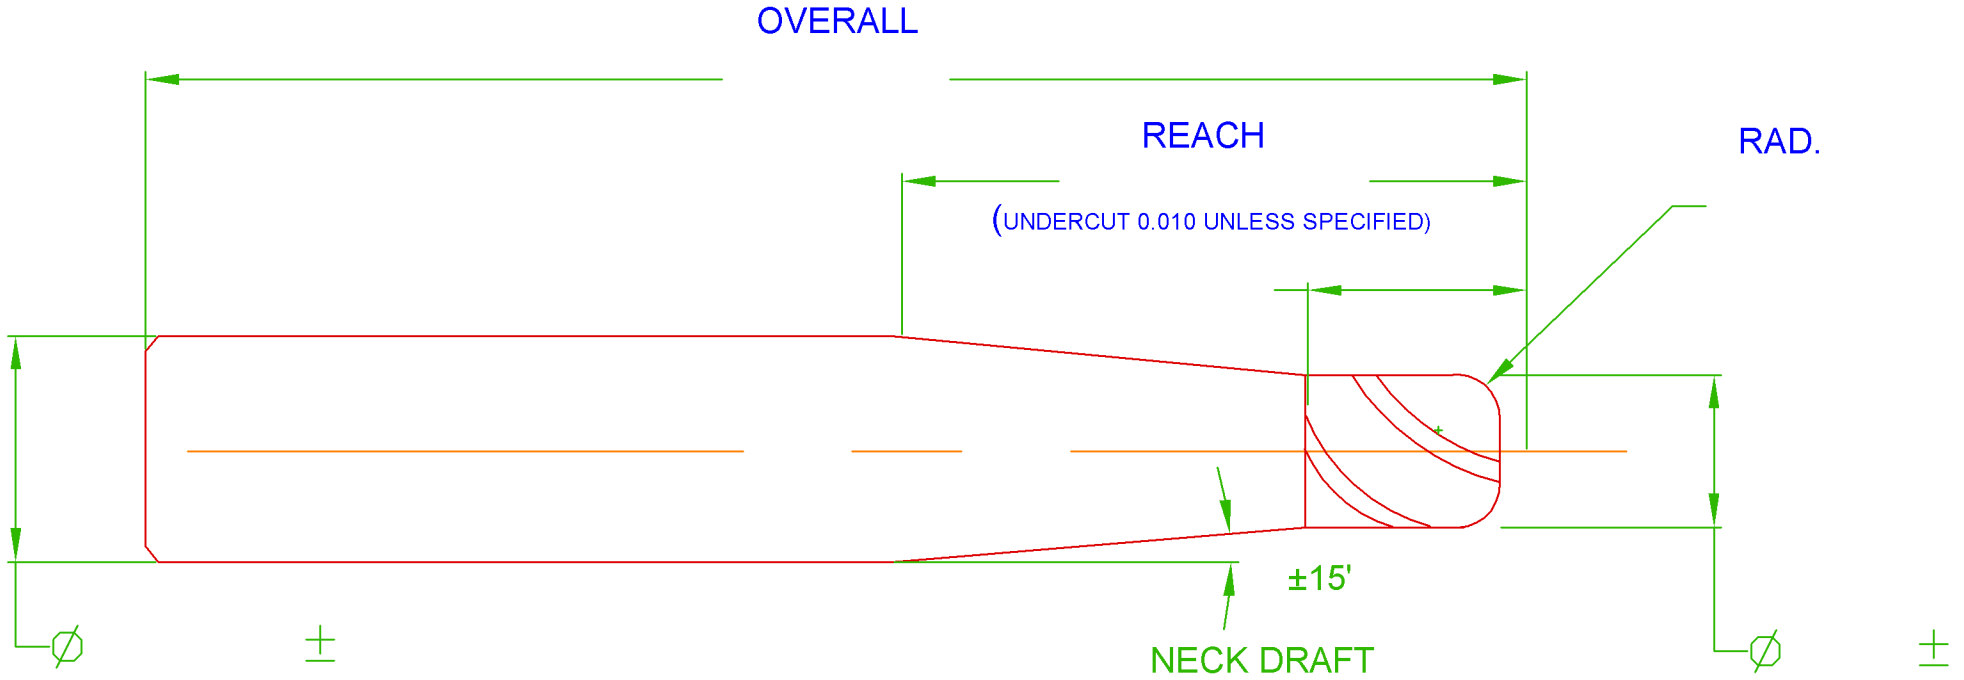 OVERALL
REACH
RAD.
(UNDERCUT 0.010 UNLESS SPECIFIED)
±15'
NECK DRAFT
∅ ±
∅ ±